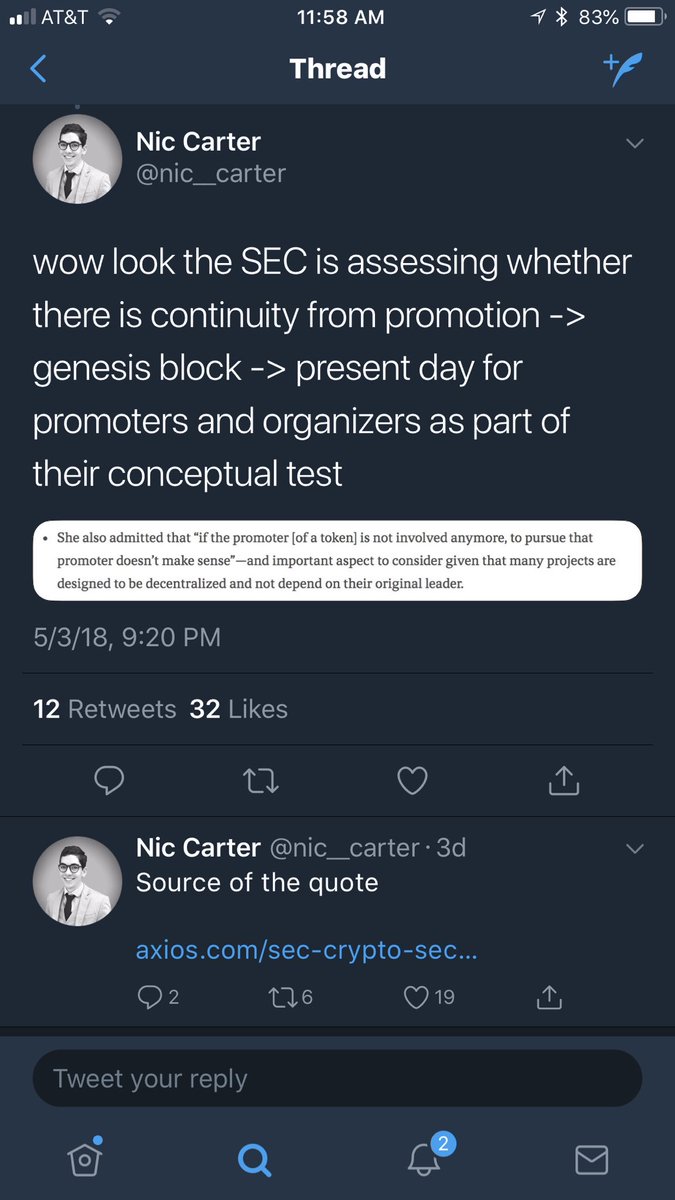 AT&T 11:58 AM 83%
Thread
Nic Carter
@nic__carter
wow look the SEC is assessing whether
there is continuity from promotion ->
genesis block -> present day for
promoters and organizers as part of
their conceptual test
• She also admitted that “if the promoter [of a token] is not involved anymore, to pursue that
promoter doesn’t make sense”—and important aspect to consider given that many projects are
designed to be decentralized and not depend on their original leader.
5/3/18, 9:20 PM
12 Retweets 32 Likes
Nic Carter @nic__carter · 3d
Source of the quote
axios.com/sec-crypto-sec...
2 6 19
Tweet your reply
2